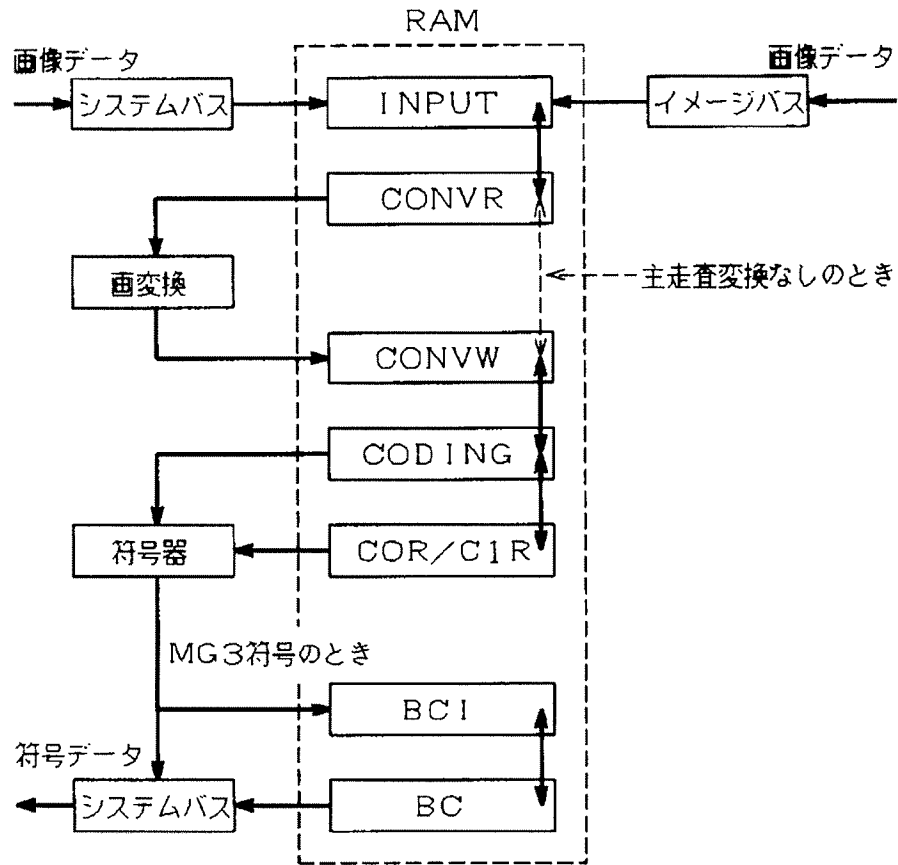 RAM
画像データ
画像データ
システムバス
INPUT
イメージバス
CONVR
画変換
主走査変換なしのとき
CONVW
CODING
符号器
COR/C1R
MG3符号のとき
BCI
符号データ
システムバス
BC